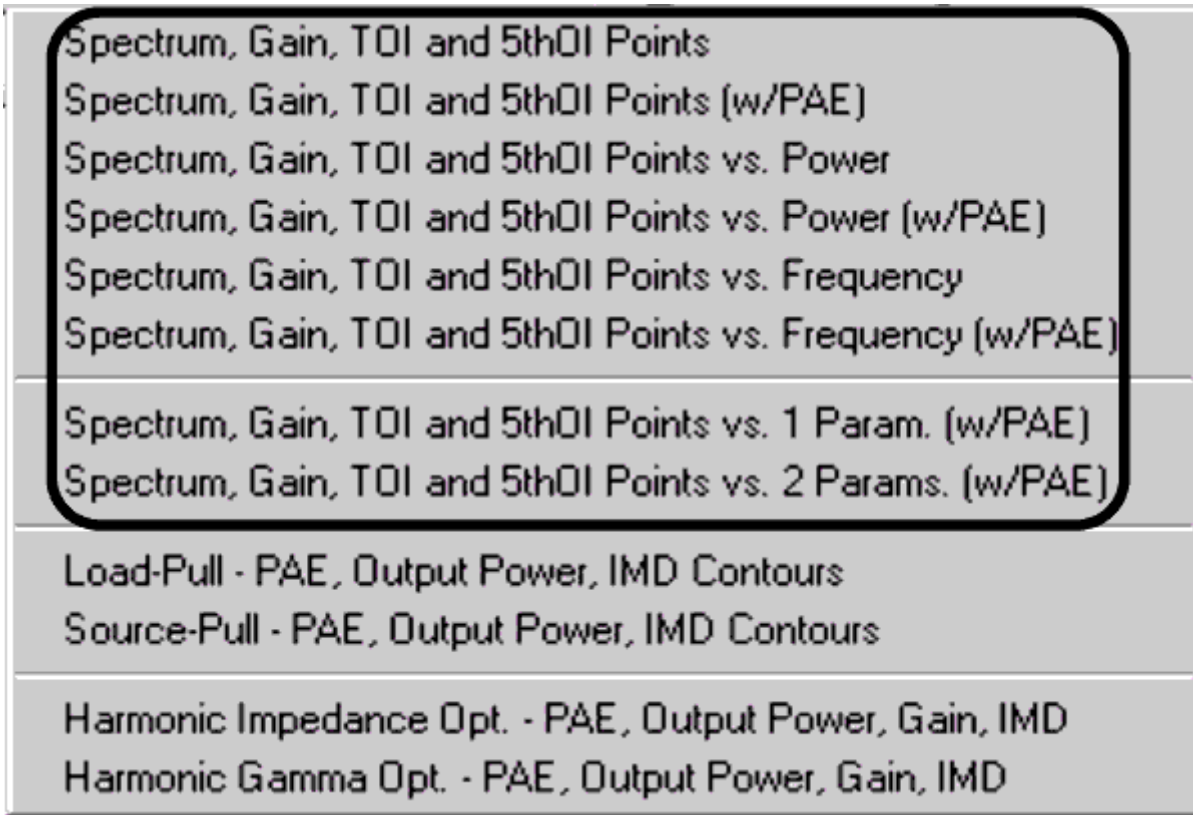 Spectrum, Gain, TOI and 5thOI Points
Spectrum, Gain, TOI and 5thOI Points (w/PAE)
Spectrum, Gain, TOI and 5thOI Points vs. Power
Spectrum, Gain, TOI and 5thOI Points vs. Power (w/PAE)
Spectrum, Gain, TOI and 5thOI Points vs. Frequency
Spectrum, Gain, TOI and 5thOI Points vs. Frequency (w/PAE)
Spectrum, Gain, TOI and 5thOI Points vs. 1 Param. (w/PAE)
Spectrum, Gain, TOI and 5thOI Points vs. 2 Params. (w/PAE)
Load-Pull - PAE, Output Power, IMD Contours
Source-Pull - PAE, Output Power, IMD Contours
Harmonic Impedance Opt. - PAE, Output Power, Gain, IMD
Harmonic Gamma Opt. - PAE, Output Power, Gain, IMD